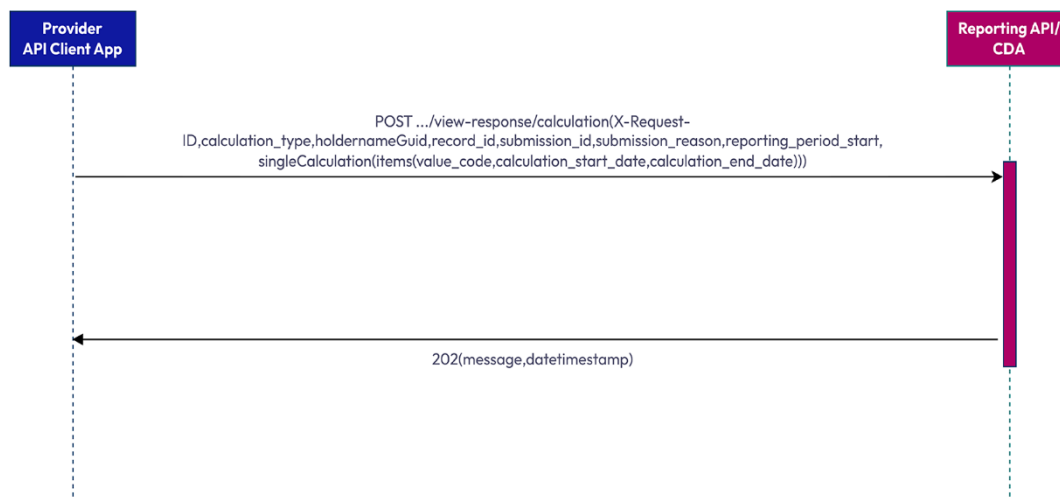 Provider
API Client App
Reporting API/
CDA
POST .../view-response/calculation(X-Request-
ID,calculation_type,holdernameGuid,record_id,submission_id,submission_reason,reporting_period_start,
singleCalculation(items(value_code,calculation_start_date,calculation_end_date)))
202(message,datetimestamp)